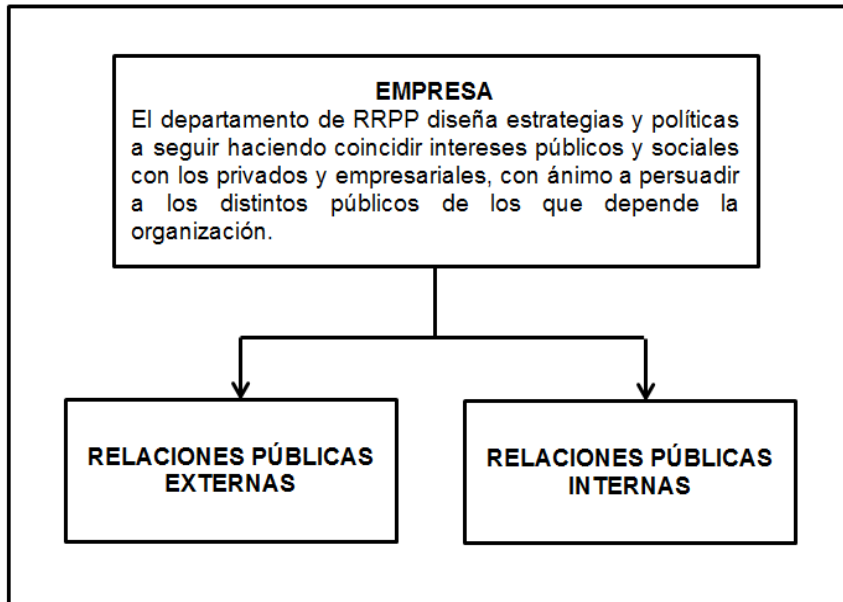 EMPRESA
El departamento de RRPP diseña estrategias y políticas
a seguir haciendo coincidir intereses públicos y sociales
con los privados y empresariales, con ánimo a persuadir
a los distintos públicos de los que depende la
organización.
RELACIONES PÚBLICAS
EXTERNAS
RELACIONES PÚBLICAS
INTERNAS